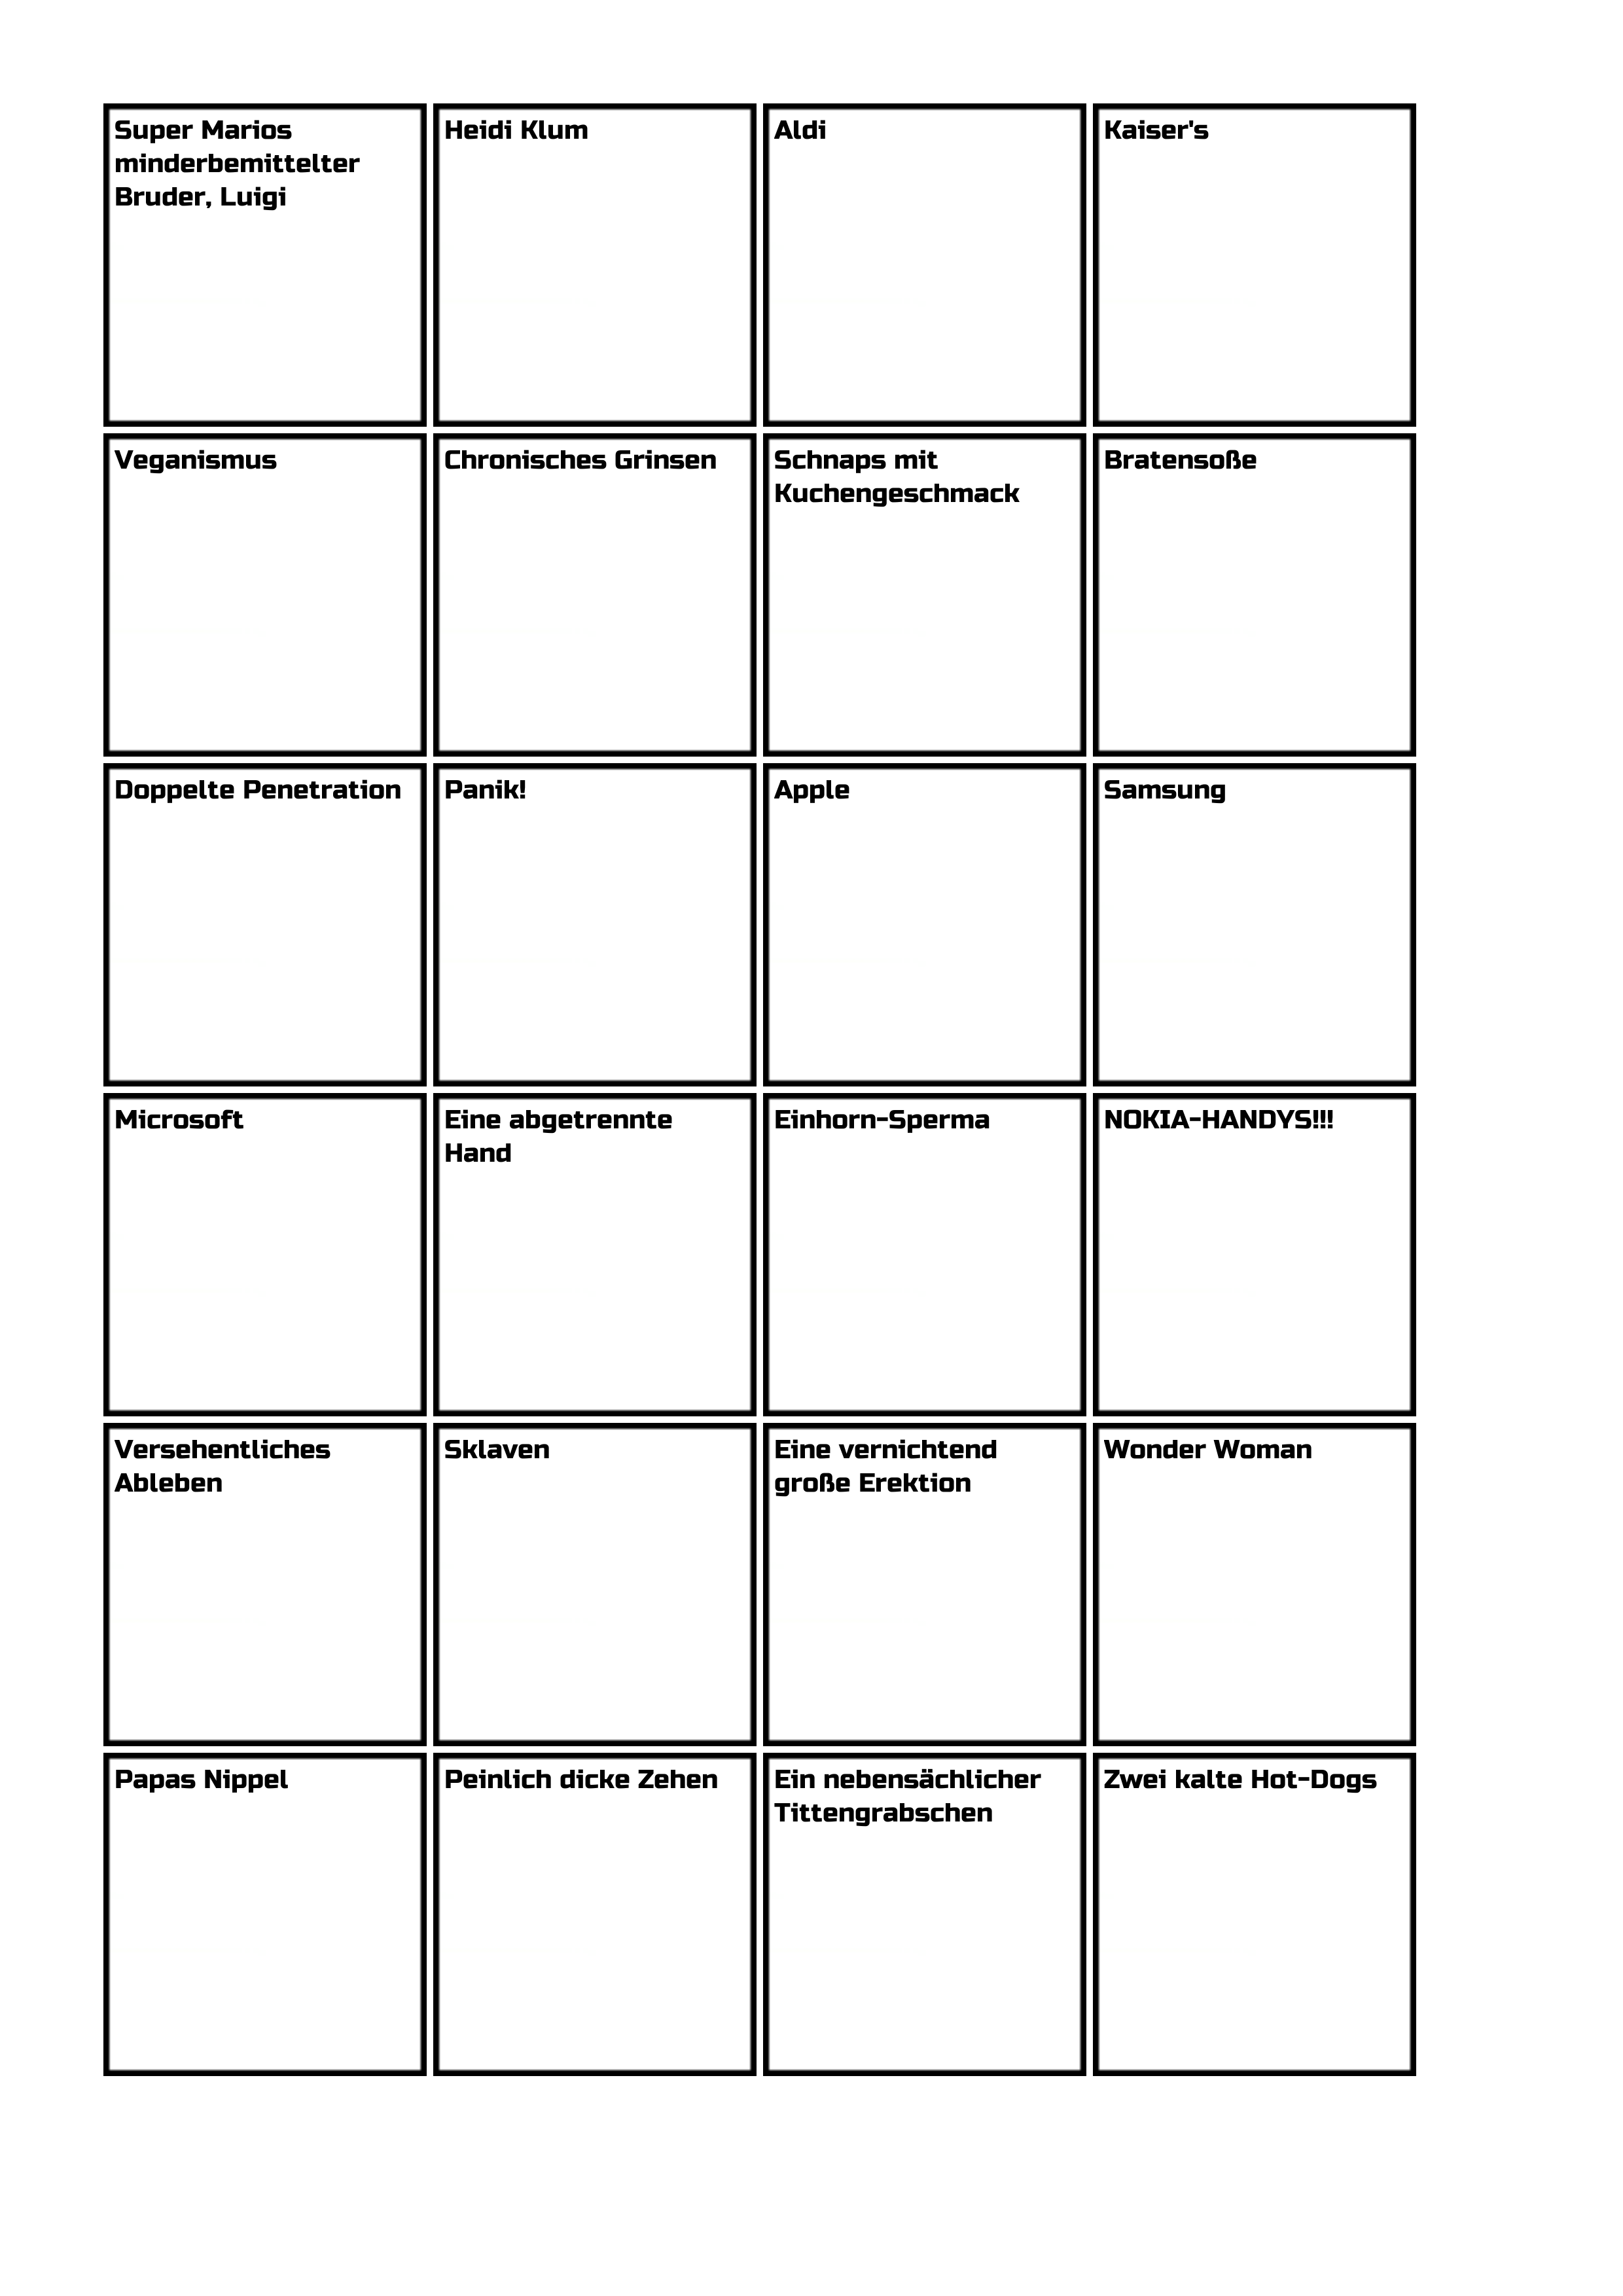 Super Marios
minderbemittelter
Bruder, Luigi
Heidi Klum
Aldi
Kaiser's
Veganismus
Chronisches Grinsen
Schnaps mit
Kuchengeschmack
Bratensoße
Doppelte Penetration
Panik!
Apple
Samsung
Microsoft
Eine abgetrennte
Hand
Einhorn-Sperma
NOKIA-HANDYS!!!
Versehentliches
Ableben
Sklaven
Eine vernichtend
große Erektion
Wonder Woman
Papas Nippel
Peinlich dicke Zehen
Ein nebensächlicher
Tittengrabschen
Zwei kalte Hot-Dogs